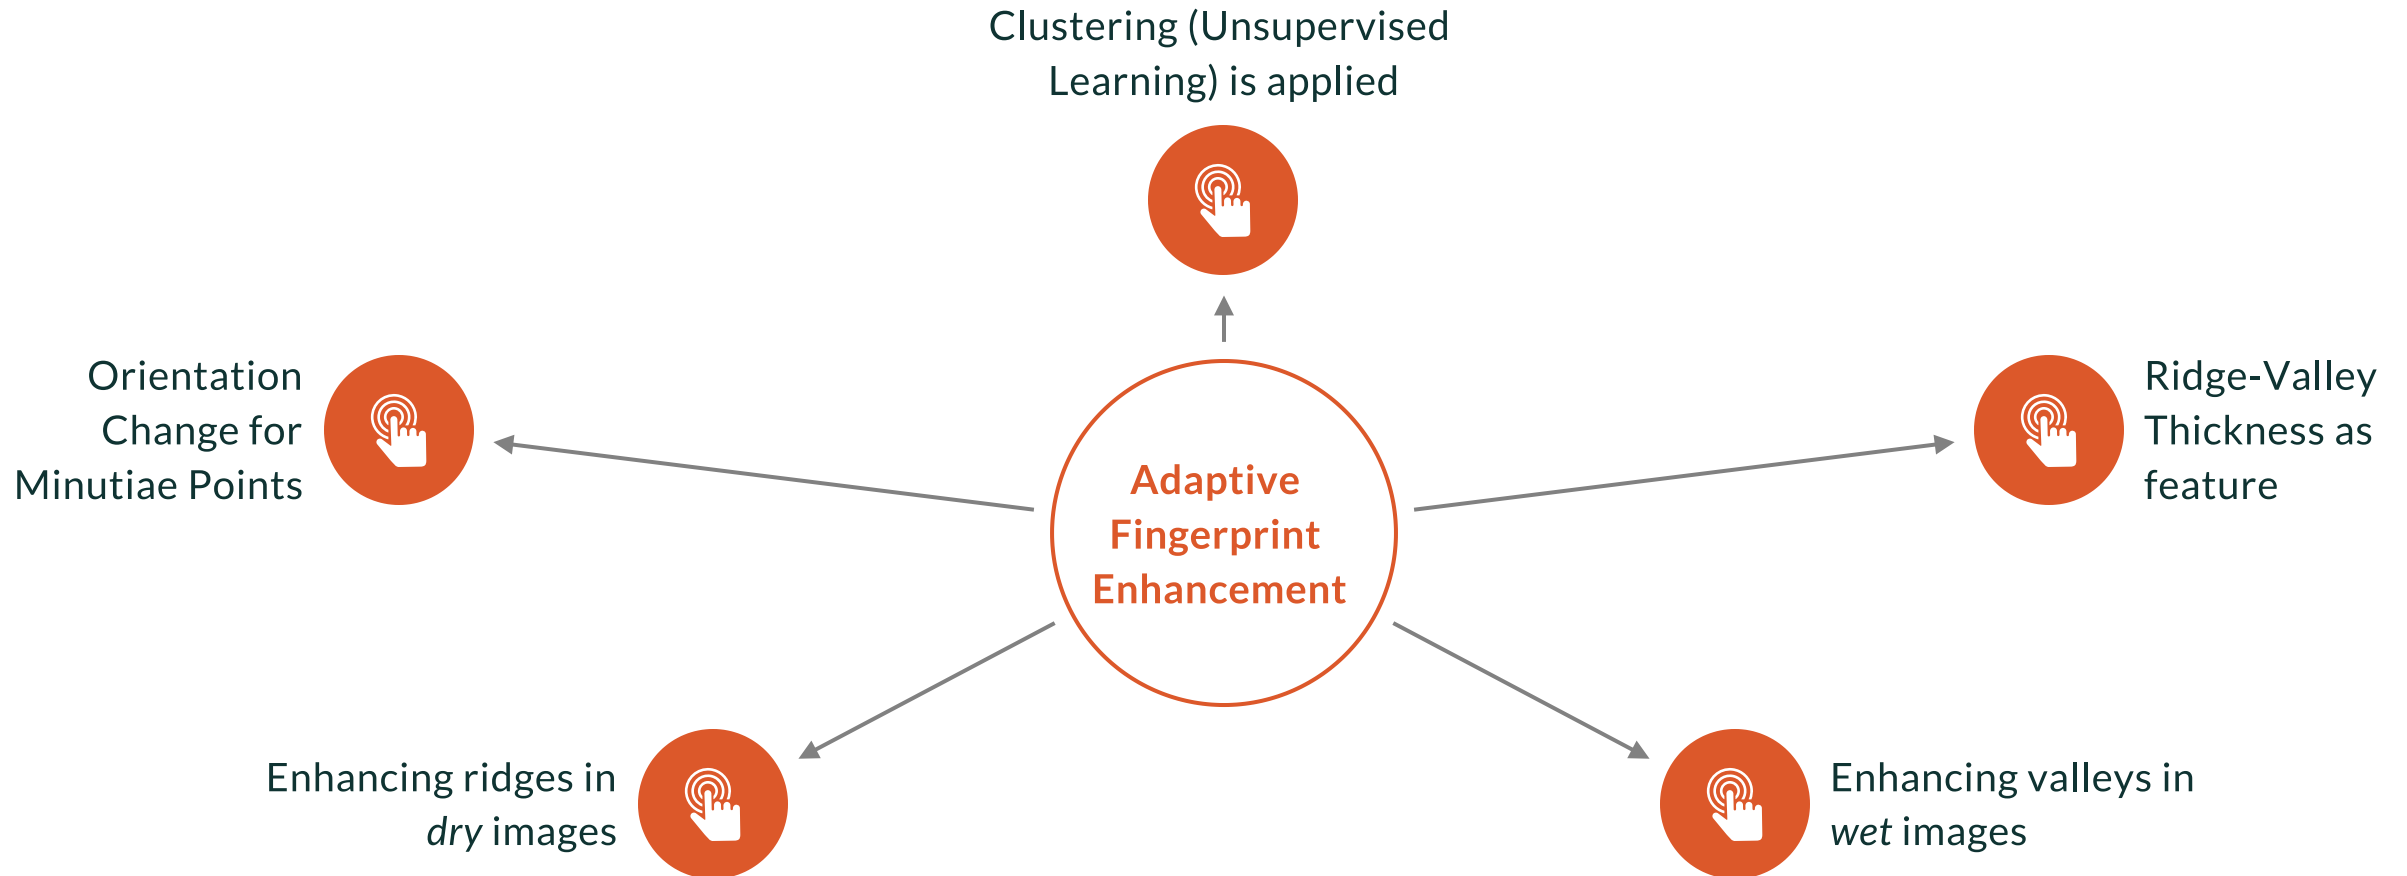 Clustering (Unsupervised
Learning) is applied
Orientation
Change for
Minutiae Points
Ridge-Valley
Thickness as
feature
Adaptive
Fingerprint
Enhancement
Enhancing ridges in
dry images
Enhancing valleys in
wet images